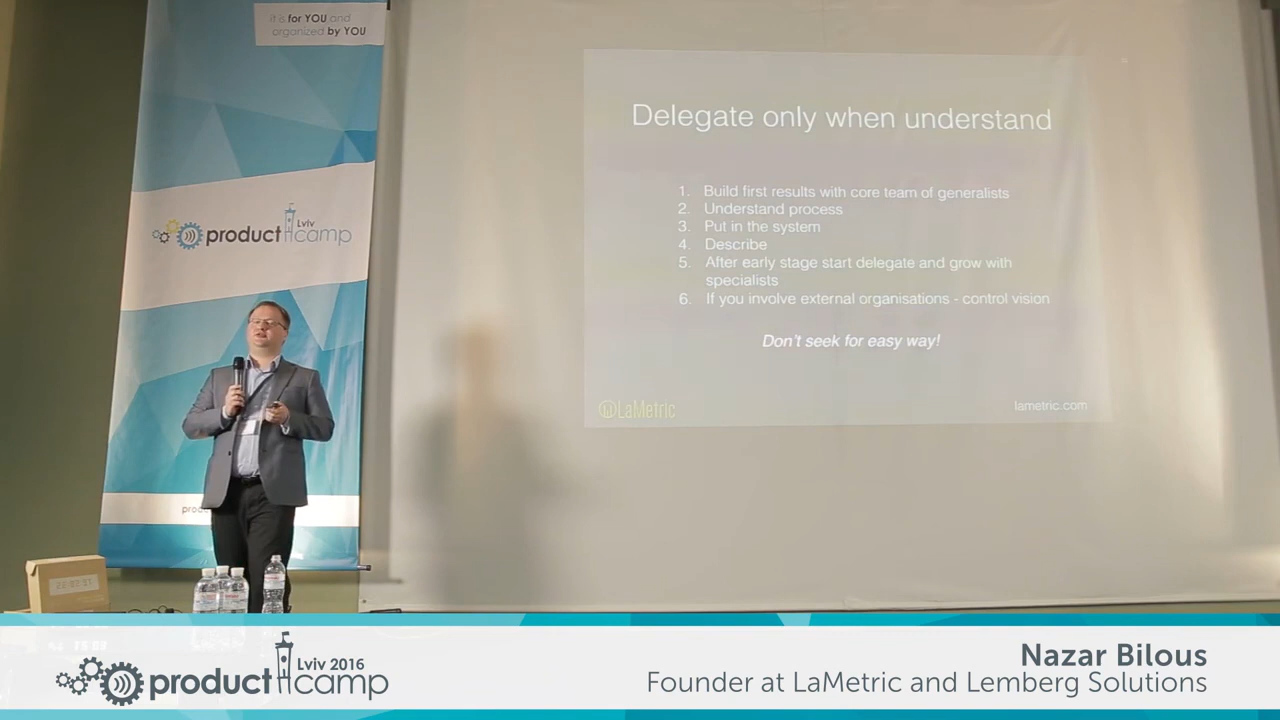 it is for YOU and
organized by YOU
product Lviv camp
Delegate only when understand
1. Build first results with core team of generalists
2. Understand process
3. Put in the system
4. Describe
5. After early stage start delegate and grow with
specialists
6. If you involve external organisations - control vision
Don't seek for easy way!
@LaMetric
lametric.com
Lviv 2016
product camp
Nazar Bilous
Founder at LaMetric and Lemberg Solutions